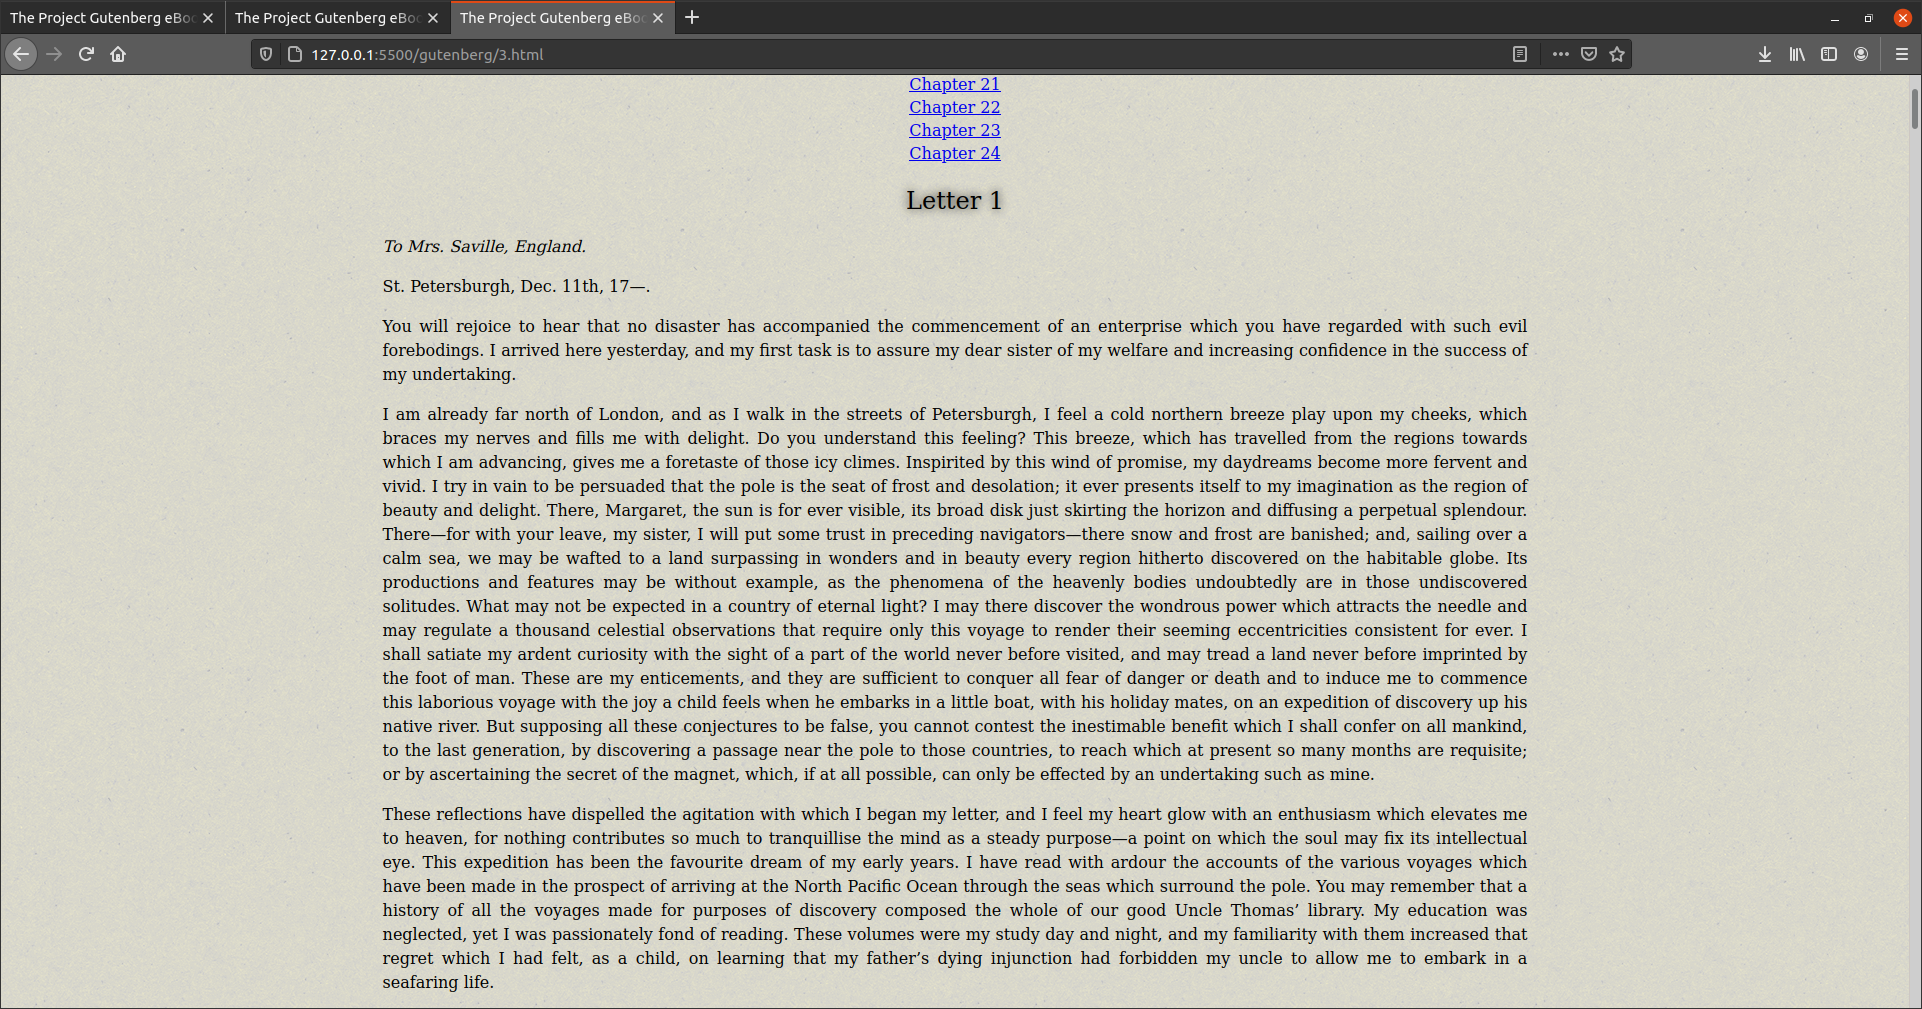 The Project Gutenberg eBoo
The Project Gutenberg eBoo
The Project Gutenberg eBoo
127.0.0.1:5500/gutenberg/3.html
Chapter 21
Chapter 22
Chapter 23
Chapter 24
Letter 1
To Mrs. Saville, England.
St. Petersburgh, Dec. 11th, 17—.
You will rejoice to hear that no disaster has accompanied the commencement of an enterprise which you have regarded with such evil
forebodings. I arrived here yesterday, and my first task is to assure my dear sister of my welfare and increasing confidence in the success of
my undertaking.
I am already far north of London, and as I walk in the streets of Petersburgh, I feel a cold northern breeze play upon my cheeks, which
braces my nerves and fills me with delight. Do you understand this feeling? This breeze, which has travelled from the regions towards
which I am advancing, gives me a foretaste of those icy climes. Inspirited by this wind of promise, my daydreams become more fervent and
vivid. I try in vain to be persuaded that the pole is the seat of frost and desolation; it ever presents itself to my imagination as the region of
beauty and delight. There, Margaret, the sun is for ever visible, its broad disk just skirting the horizon and diffusing a perpetual splendour.
There—for with your leave, my sister, I will put some trust in preceding navigators—there snow and frost are banished; and, sailing over a
calm sea, we may be wafted to a land surpassing in wonders and in beauty every region hitherto discovered on the habitable globe. Its
productions and features may be without example, as the phenomena of the heavenly bodies undoubtedly are in those undiscovered
solitudes. What may not be expected in a country of eternal light? I may there discover the wondrous power which attracts the needle and
may regulate a thousand celestial observations that require only this voyage to render their seeming eccentricities consistent for ever. I
shall satiate my ardent curiosity with the sight of a part of the world never before visited, and may tread a land never before imprinted by
the foot of man. These are my enticements, and they are sufficient to conquer all fear of danger or death and to induce me to commence
this laborious voyage with the joy a child feels when he embarks in a little boat, with his holiday mates, on an expedition of discovery up his
native river. But supposing all these conjectures to be false, you cannot contest the inestimable benefit which I shall confer on all mankind,
to the last generation, by discovering a passage near the pole to those countries, to reach which at present so many months are requisite;
or by ascertaining the secret of the magnet, which, if at all possible, can only be effected by an undertaking such as mine.
These reflections have dispelled the agitation with which I began my letter, and I feel my heart glow with an enthusiasm which elevates me
to heaven, for nothing contributes so much to tranquillise the mind as a steady purpose—a point on which the soul may fix its intellectual
eye. This expedition has been the favourite dream of my early years. I have read with ardour the accounts of the various voyages which
have been made in the prospect of arriving at the North Pacific Ocean through the seas which surround the pole. You may remember that a
history of all the voyages made for purposes of discovery composed the whole of our good Uncle Thomas’ library. My education was
neglected, yet I was passionately fond of reading. These volumes were my study day and night, and my familiarity with them increased that
regret which I had felt, as a child, on learning that my father’s dying injunction had forbidden my uncle to allow me to embark in a
seafaring life.